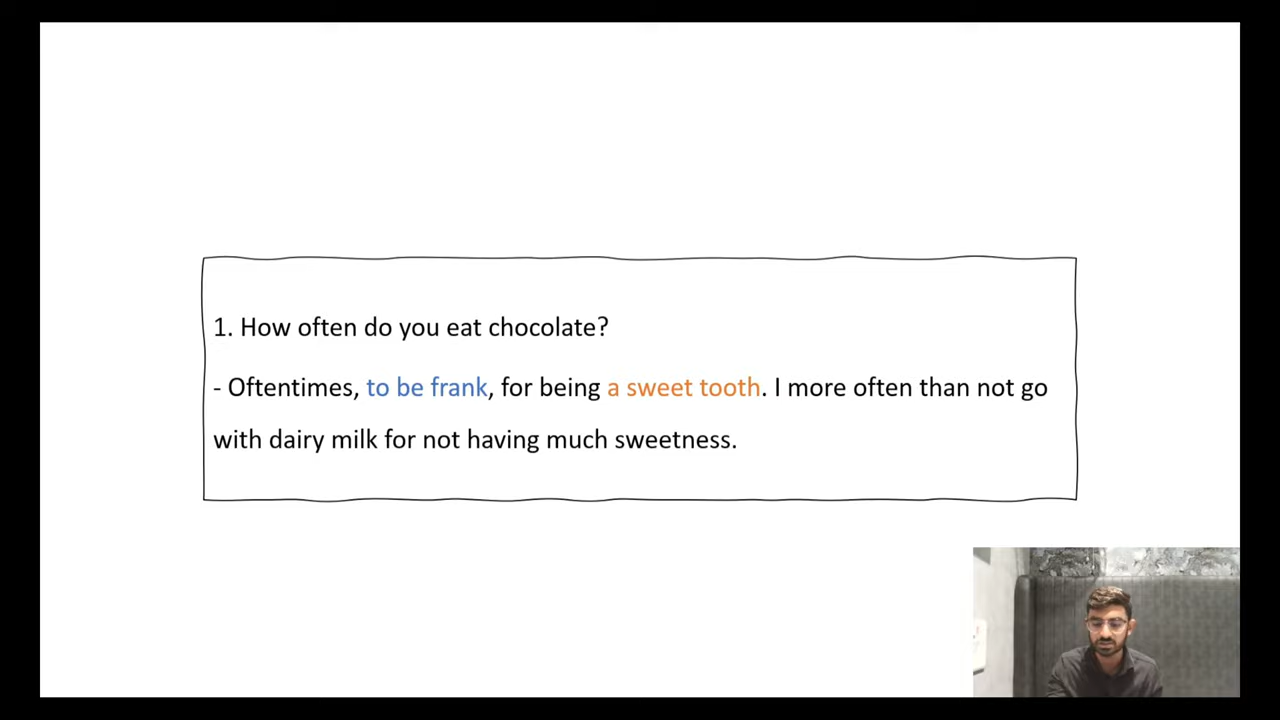 1. How often do you eat chocolate?
- Oftentimes, to be frank, for being a sweet tooth. I more often than not go
with dairy milk for not having much sweetness.